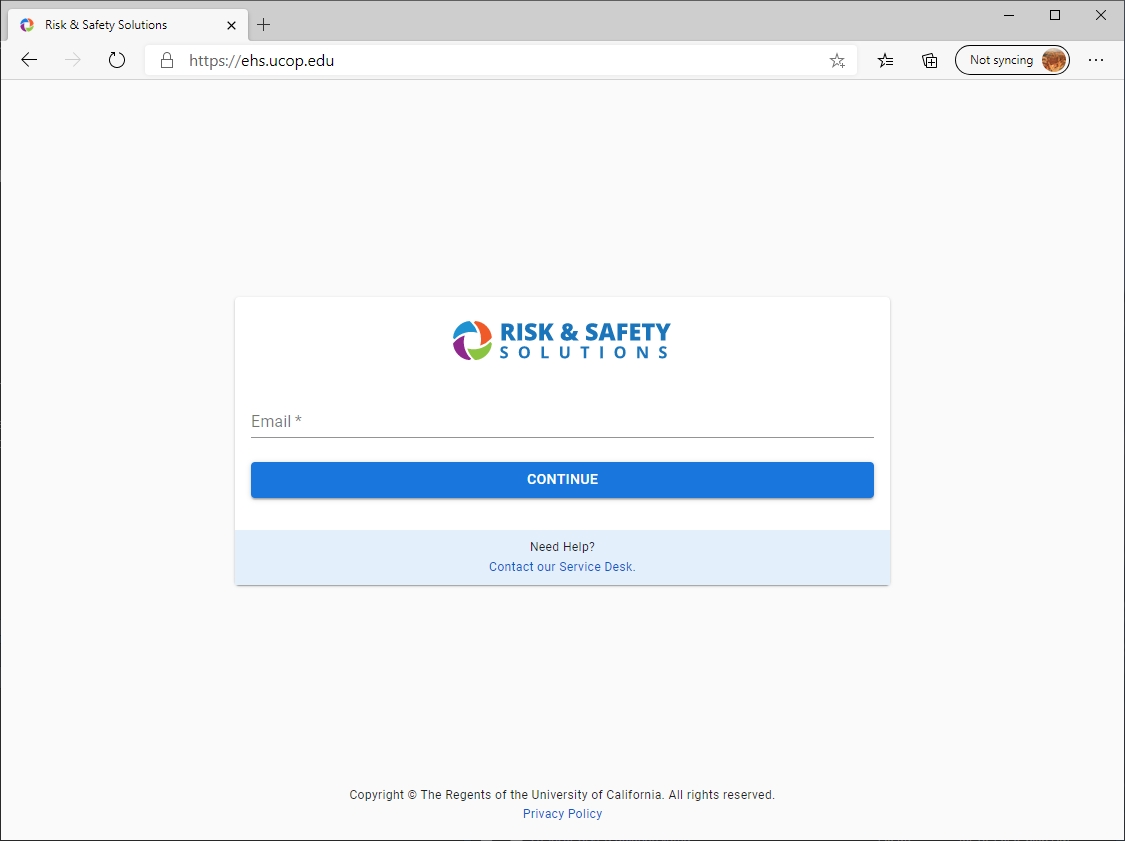 Risk & Safety Solutions
https://ehs.ucop.edu
Not syncing
RISK & SAFETY
SOLUTIONS
Email *
CONTINUE
Need Help?
Contact our Service Desk.
Copyright © The Regents of the University of California. All rights reserved.
Privacy Policy